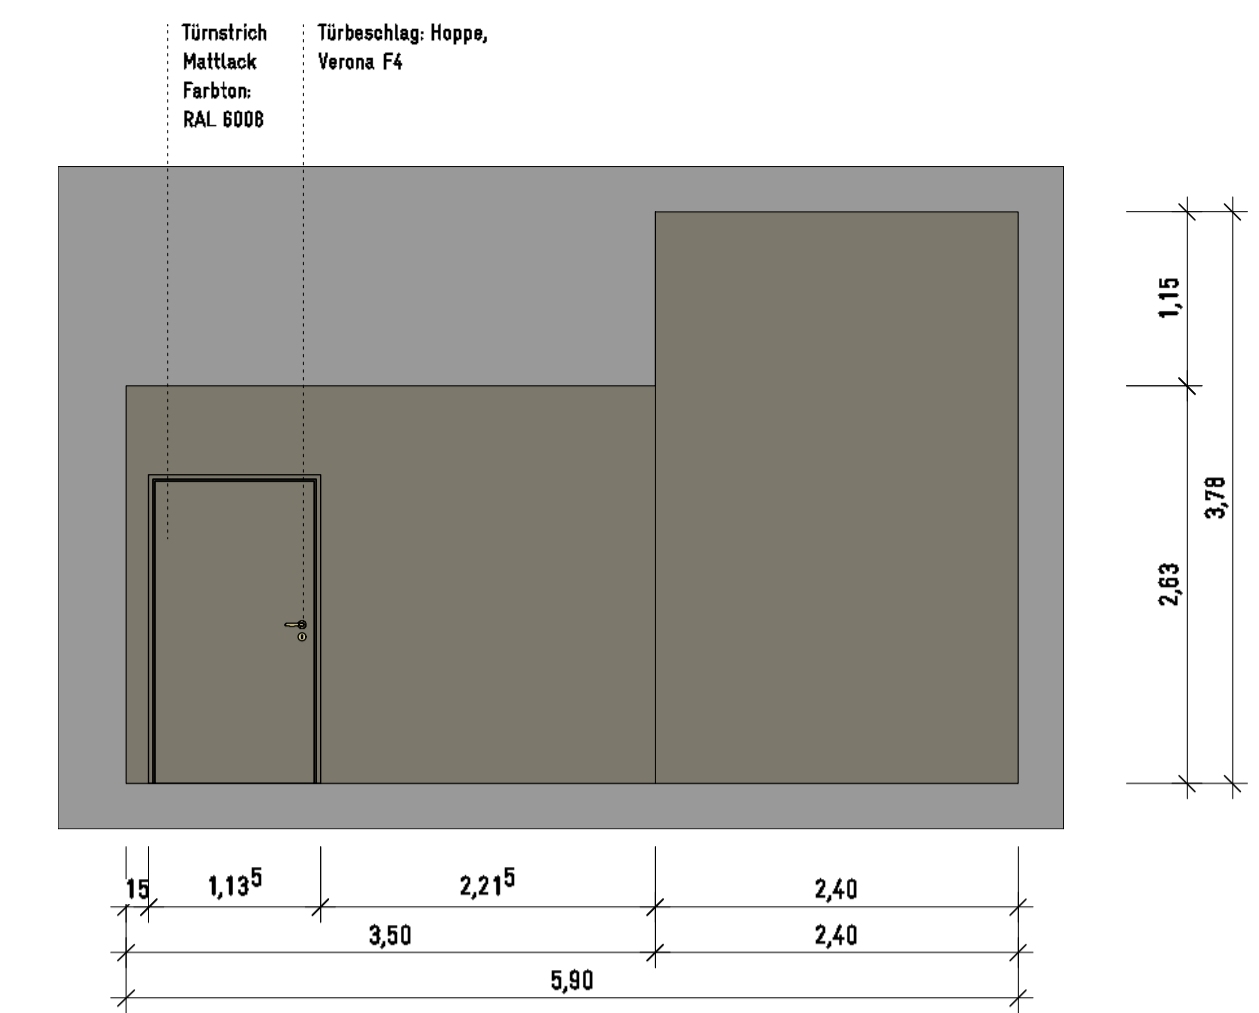 Türnstrich
Mattlack
Farbton:
RAL 6008
Türbeschlag: Hoppe,
Verona F4
1,15
3,78
2,63
15
1,13⁵
2,21⁵
2,40
3,50
2,40
5,90